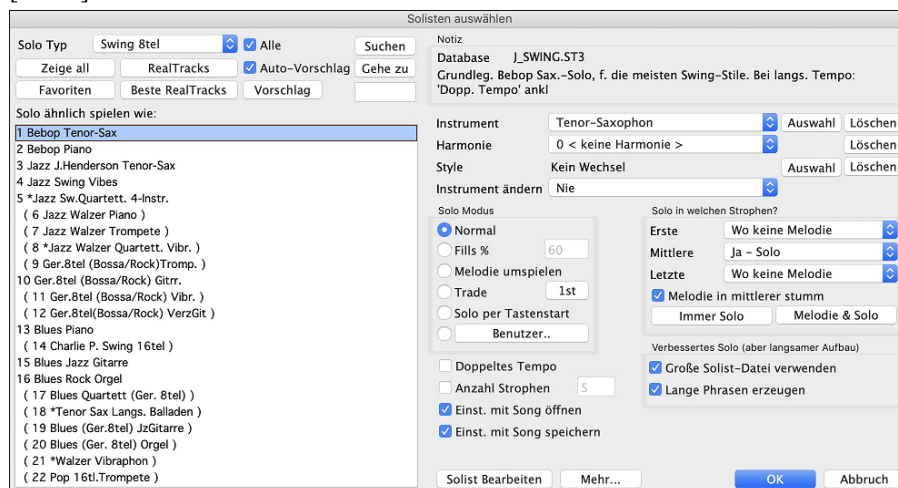 Solisten auswählen
Solo Typ Swing 8tel Alle Suchen
Zeige all RealTracks Auto-Vorschlag Gehe zu
Favoriten Beste RealTracks Vorschlag
Solo ähnlich spielen wie:
1 Bebop Tenor-Sax
2 Bebop Piano
3 Jazz J.Henderson Tenor-Sax
4 Jazz Swing Vibes
5 *Jazz Sw.Quartett. 4-Instr.
( 6 Jazz Walzer Piano )
( 7 Jazz Walzer Trompete )
( 8 *Jazz Walzer Quartett. Vibr. )
( 9 Ger.8tel (Bossa/Rock)Tromp. )
10 Ger.8tel (Bossa/Rock) Gitrr.
( 11 Ger.8tel (Bossa/Rock) Vibr. )
( 12 Ger.8tel(Bossa/Rock) VerzGit )
13 Blues Piano
( 14 Charlie P. Swing 16tel )
15 Blues Jazz Gitarre
16 Blues Rock Orgel
( 17 Blues Quartett (Ger. 8tel) )
( 18 *Tenor Sax Langs. Balladen )
( 19 Blues (Ger.8tel) JzGitarre )
( 20 Blues (Ger. 8tel) Orgel )
( 21 *Walzer Vibraphon )
( 22 Pop 16tl.Trompete )
Notiz
Database J_SWING.ST3
Grundleg. Bebop Sax.-Solo, f. die meisten Swing-Stile. Bei langs. Tempo:
'Dopp. Tempo' ankl
Instrument Tenor-Saxophon Auswahl Löschen
Harmonie 0 < keine Harmonie > Löschen
Style Kein Wechsel Auswahl Löschen
Instrument ändern Nie
Solo Modus
Normal
Fills % 60
Melodie umspielen
Trade 1st
Solo per Tastenstart
Benutzer..
Doppeltes Tempo
Anzahl Strophen 5
Einst. mit Song öffnen
Einst. mit Song speichern
Solo in welchen Strophen?
Erste Wo keine Melodie
Mittlere Ja - Solo
Letzte Wo keine Melodie
Melodie in mittlerer stumm
Immer Solo Melodie & Solo
Verbessertes Solo (aber langsamer Aufbau)
Große Solist-Datei verwenden
Lange Phrasen erzeugen
Solist Bearbeiten Mehr... OK Abbruch